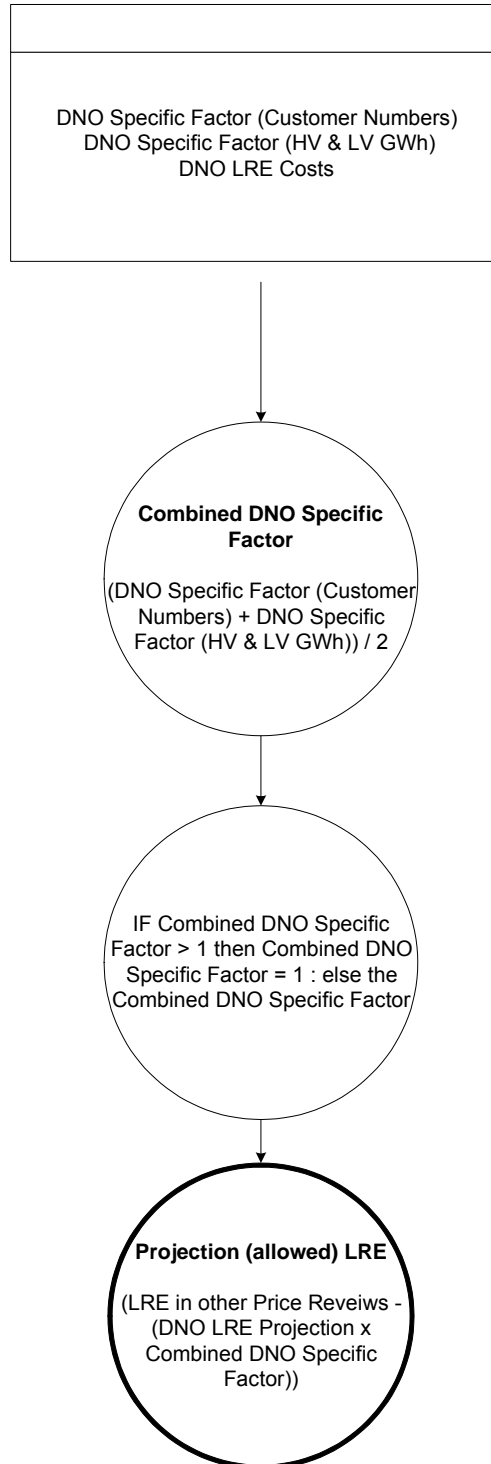 DNO Specific Factor (Customer Numbers)
DNO Specific Factor (HV & LV GWh)
DNO LRE Costs
Combined DNO Specific
Factor
(DNO Specific Factor (Customer
Numbers) + DNO Specific
Factor (HV & LV GWh)) / 2
IF Combined DNO Specific
Factor > 1 then Combined DNO
Specific Factor = 1 : else the
Combined DNO Specific Factor
Projection (allowed) LRE
(LRE in other Price Reveiws -
(DNO LRE Projection x
Combined DNO Specific
Factor))